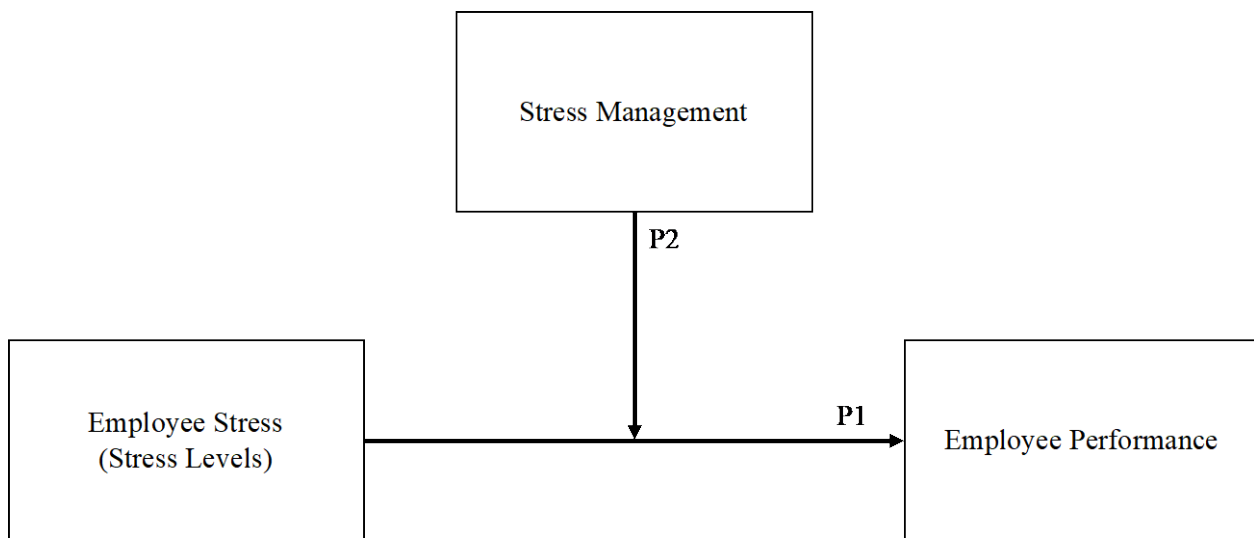 Stress Management
P2
Employee Stress
(Stress Levels)
P1
Employee Performance